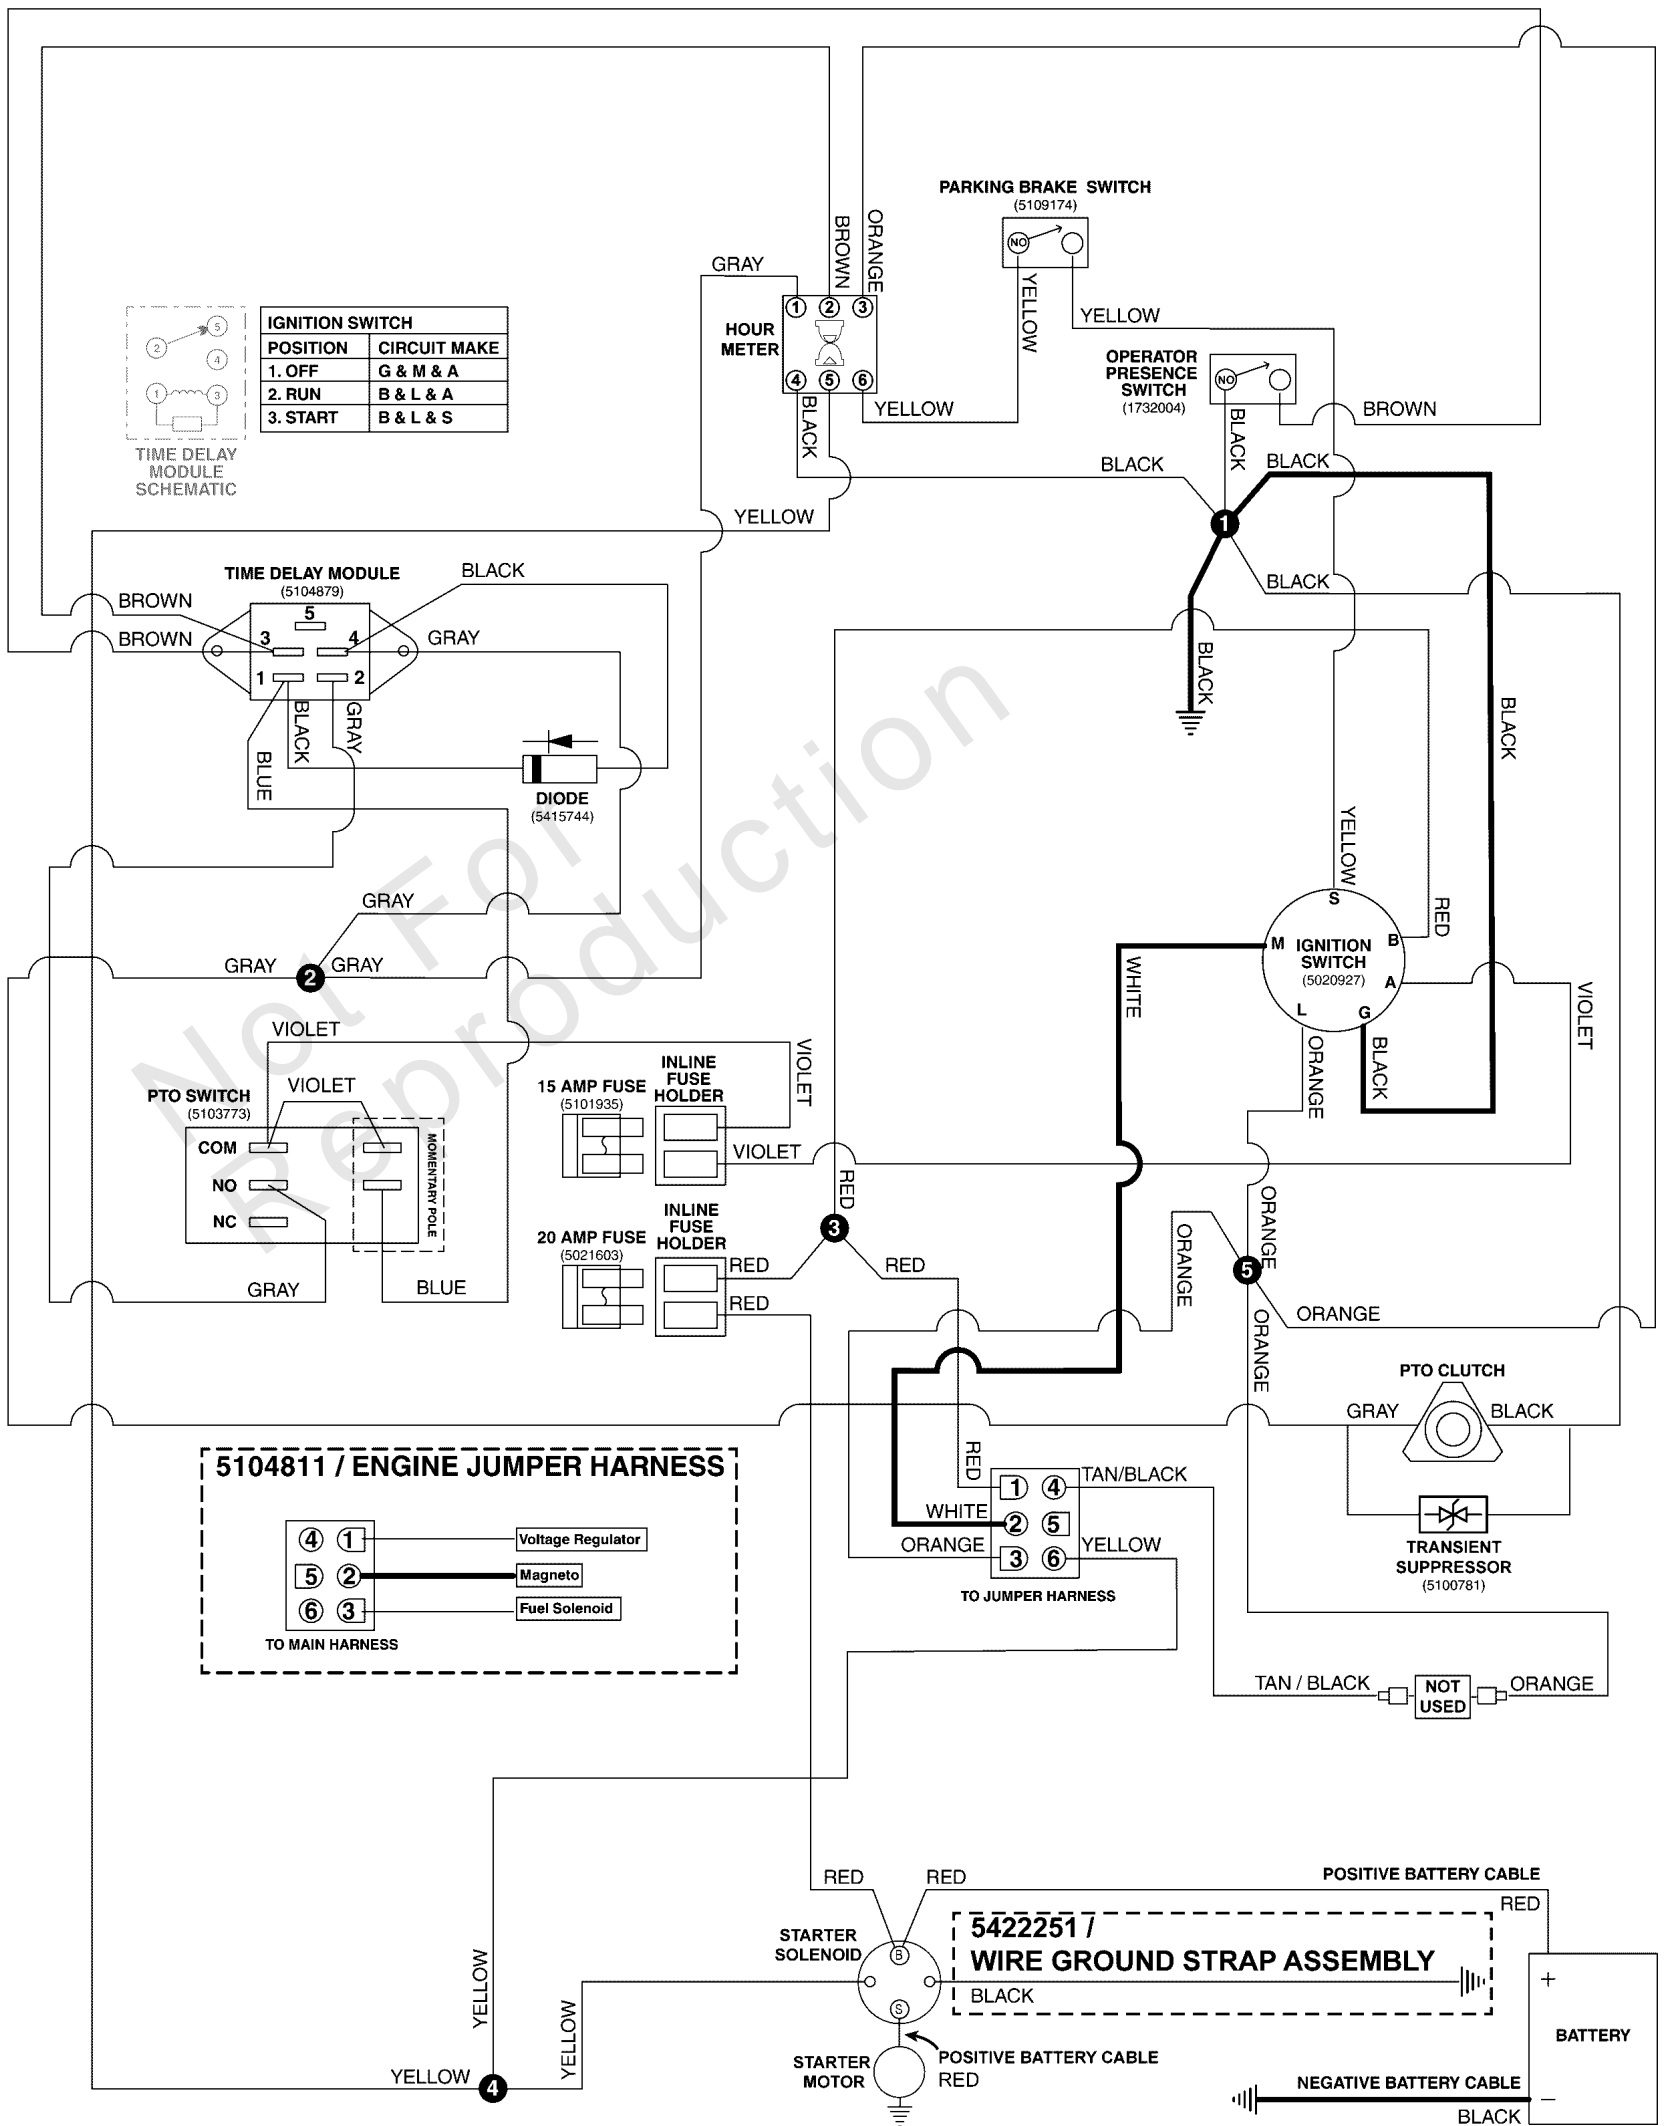 PARKING BRAKE SWITCH
(5109174)
NO
YELLOW
YELLOW
BROWN
ORANGE
GRAY
HOUR METER
1 2 3
4 5 6
YELLOW
BLACK
BLACK
YELLOW
OPERATOR
PRESENCE
SWITCH
(1732004)
NO
BLACK
BROWN
BLACK
1
BLACK
BLACK
BLACK
2
5
4
1
3
TIME DELAY
MODULE
SCHEMATIC
IGNITION SWITCH
POSITION CIRCUIT MAKE
1. OFF G & M & A
2. RUN B & L & A
3. START B & L & S
TIME DELAY MODULE
(5104879)
5
3 4
1 2
BROWN
BROWN
BLACK
GRAY
BLACK
GRAY
BLUE
DIODE
(5415744)
Not For
Reproduction
GRAY
GRAY
2
GRAY
YELLOW
S
M
B
A
L
G
IGNITION
SWITCH
(5020927)
RED
WHITE
VIOLET
ORANGE
BLACK
VIOLET
VIOLET
VIOLET
PTO SWITCH
(5103773)
COM
NO
NC
MOMENTARY POLE
GRAY
BLUE
15 AMP FUSE
(5101935)
INLINE
FUSE
HOLDER
VIOLET
20 AMP FUSE
(5021603)
INLINE
FUSE
HOLDER
RED
RED
RED
3
RED
ORANGE
ORANGE
5
ORANGE
ORANGE
PTO CLUTCH
GRAY
BLACK
TRANSIENT
SUPPRESSOR
(5100781)
5104811 / ENGINE JUMPER HARNESS
4 1
5 2
6 3
Voltage Regulator
Magneto
Fuel Solenoid
TO MAIN HARNESS
RED
WHITE
ORANGE
1 4
2 5
3 6
TAN/BLACK
YELLOW
TO JUMPER HARNESS
TAN / BLACK
NOT
USED
ORANGE
RED
RED
POSITIVE BATTERY CABLE
RED
STARTER
SOLENOID
B
S
5422251 /
WIRE GROUND STRAP ASSEMBLY
BLACK
POSITIVE BATTERY CABLE
RED
STARTER
MOTOR
YELLOW
YELLOW
YELLOW
4
+
BATTERY
−
NEGATIVE BATTERY CABLE
BLACK